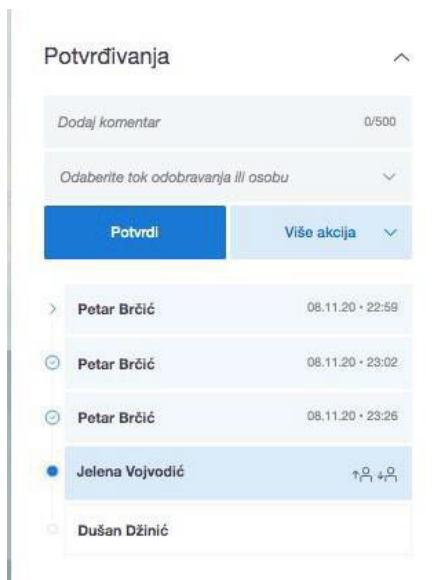 Potvrđivanja
Dodaj komentar 0/500
Odaberite tok odobravanja ili osobu
Potvrdi Više akcija
Petar Brčić 08.11.20 • 22:59
Petar Brčić 08.11.20 • 23:02
Petar Brčić 08.11.20 • 23:26
Jelena Vojvodić
Dušan Džinić